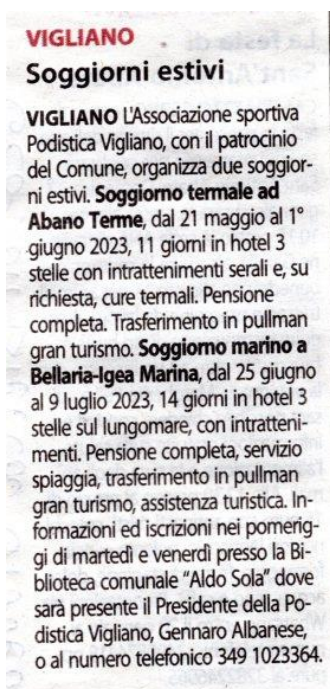 VIGLIANO
Soggiorni estivi
VIGLIANO L'Associazione sportiva
Podistica Vigliano, con il patrocinio
del Comune, organizza due soggior-
ni estivi. Soggiorno termale ad
Abano Terme, dal 21 maggio al 1°
giugno 2023, 11 giorni in hotel 3
stelle con intrattenimenti serali e, su
richiesta, cure termali. Pensione
completa. Trasferimento in pullman
gran turismo. Soggiorno marino a
Bellaria-Igea Marina, dal 25 giugno
al 9 luglio 2023, 14 giorni in hotel 3
stelle sul lungomare, con intratteni-
menti. Pensione completa, servizio
spiaggia, trasferimento in pullman
gran turismo, assistenza turistica. In-
formazioni ed iscrizioni nei pomerig-
gi di martedì e venerdì presso la Bi-
blioteca comunale "Aldo Sola" dove
sarà presente il Presidente della Po-
distica Vigliano, Gennaro Albanese,
o al numero telefonico 349 1023364.